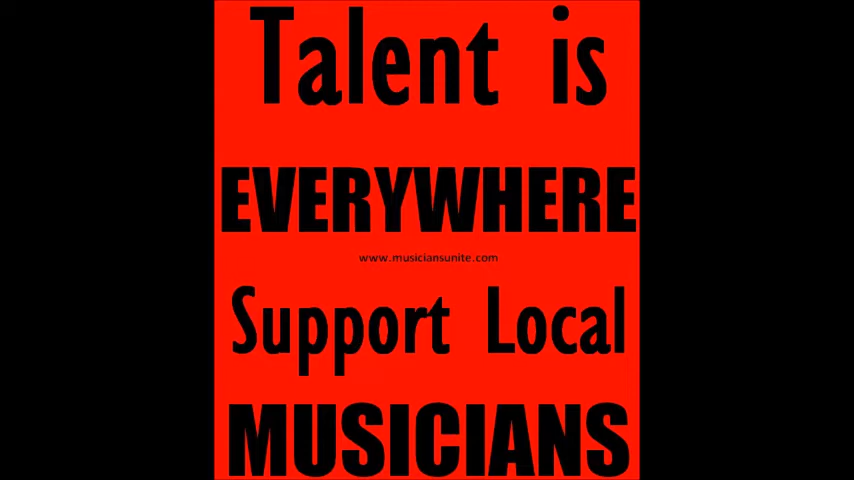 Talent is
EVERYWHERE
www.musiciansunite.com
Support Local
MUSICIANS